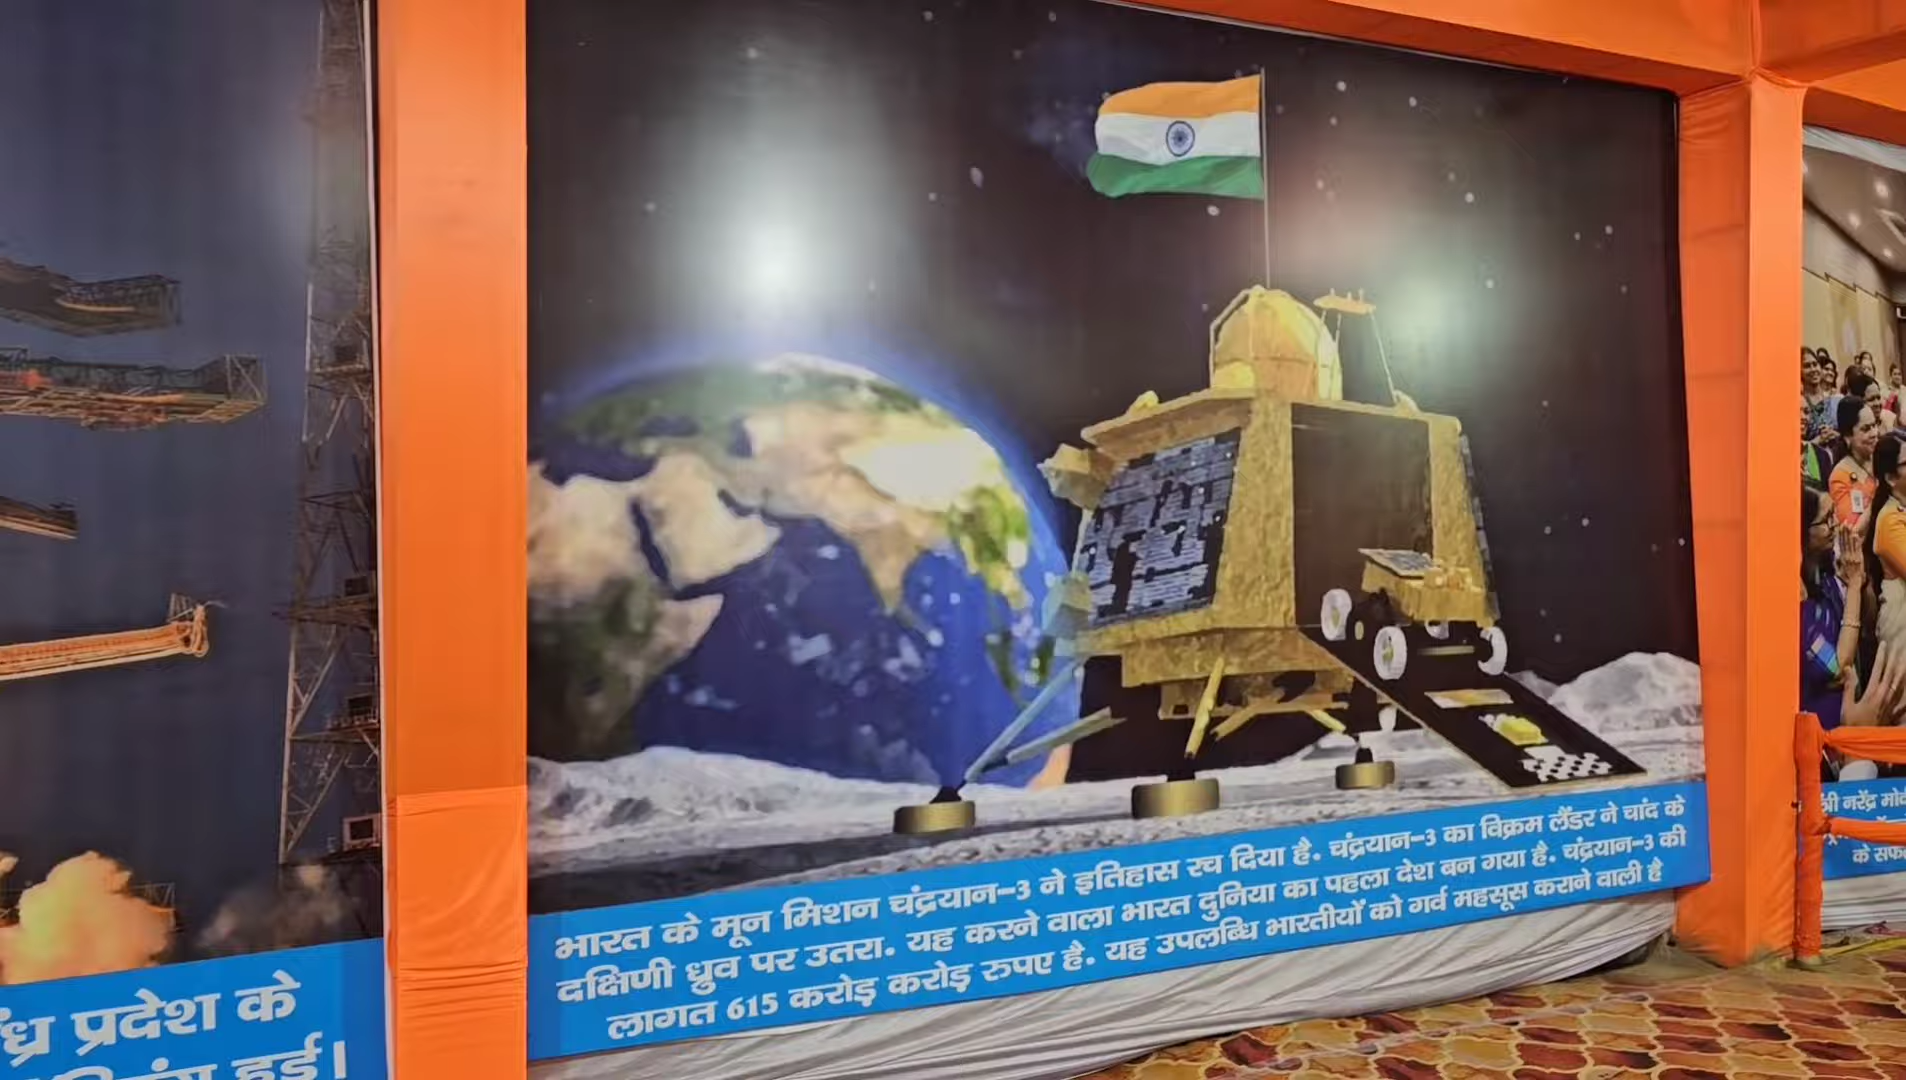 भारत के मून मिशन चंद्रयान-3 ने इतिहास रच दिया है. चंद्रयान-3 का विक्रम लैंडर ने चांद के
दक्षिणी ध्रुव पर उतरा. यह करने वाला भारत दुनिया का पहला देश बन गया है. चंद्रयान-3 की
लागत 615 करोड़ करोड़ रुपए है. यह उपलब्धि भारतीयों को गर्व महसूस कराने वाली है
प्रदेश के
हुई।
श्री नरेंद्र
के